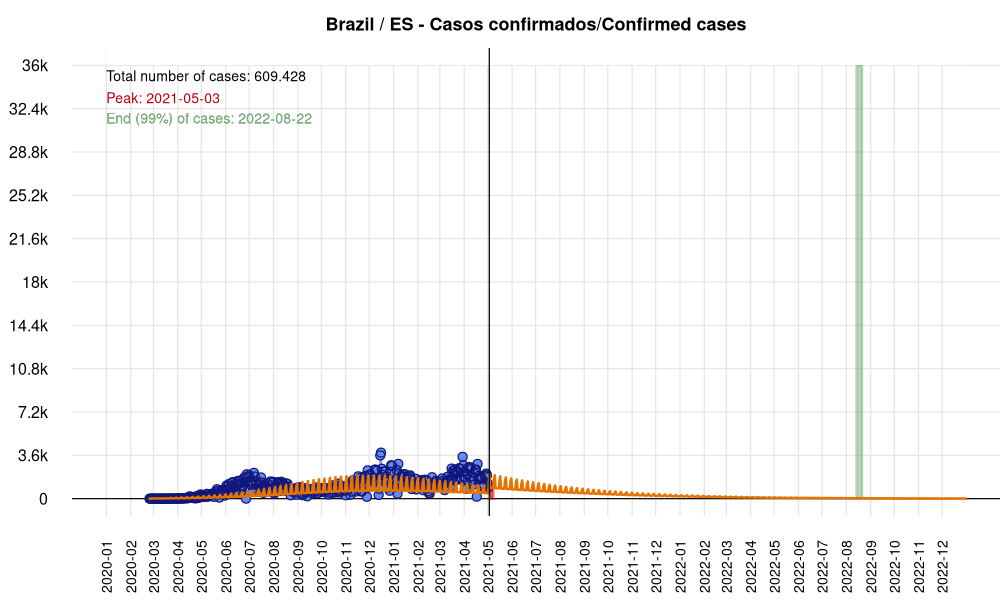 Brazil / ES - Casos confirmados/Confirmed cases
Total number of cases: 609.428
Peak: 2021-05-03
End (99%) of cases: 2022-08-22
36k
32.4k
28.8k
25.2k
21.6k
18k
14.4k
10.8k
7.2k
3.6k
0
2020-01
2020-02
2020-03
2020-04
2020-05
2020-06
2020-07
2020-08
2020-09
2020-10
2020-11
2020-12
2021-01
2021-02
2021-03
2021-04
2021-05
2021-06
2021-07
2021-08
2021-09
2021-10
2021-11
2021-12
2022-01
2022-02
2022-03
2022-04
2022-05
2022-06
2022-07
2022-08
2022-09
2022-10
2022-11
2022-12